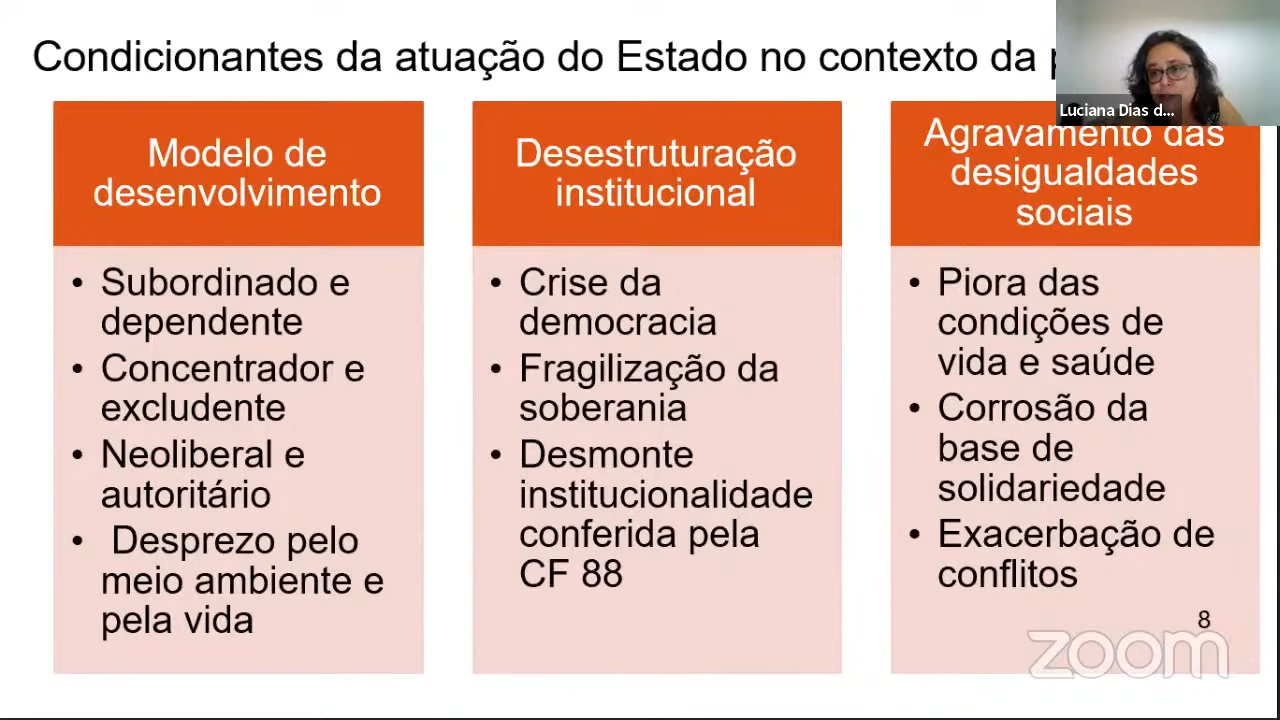 Condicionantes da atuação do Estado no contexto da
Luciana Dias d...
Modelo de
desenvolvimento
• Subordinado e
dependente
• Concentrador e
excludente
• Neoliberal e
autoritário
• Desprezo pelo
meio ambiente e
pela vida
Desestruturação
institucional
• Crise da
democracia
• Fragilização da
soberania
• Desmonte
institucionalidade
conferida pela
CF 88
Agravamento das
desigualdades
sociais
• Piora das
condições de
vida e saúde
• Corrosão da
base de
solidariedade
• Exacerbação de
conflitos
8
zoom